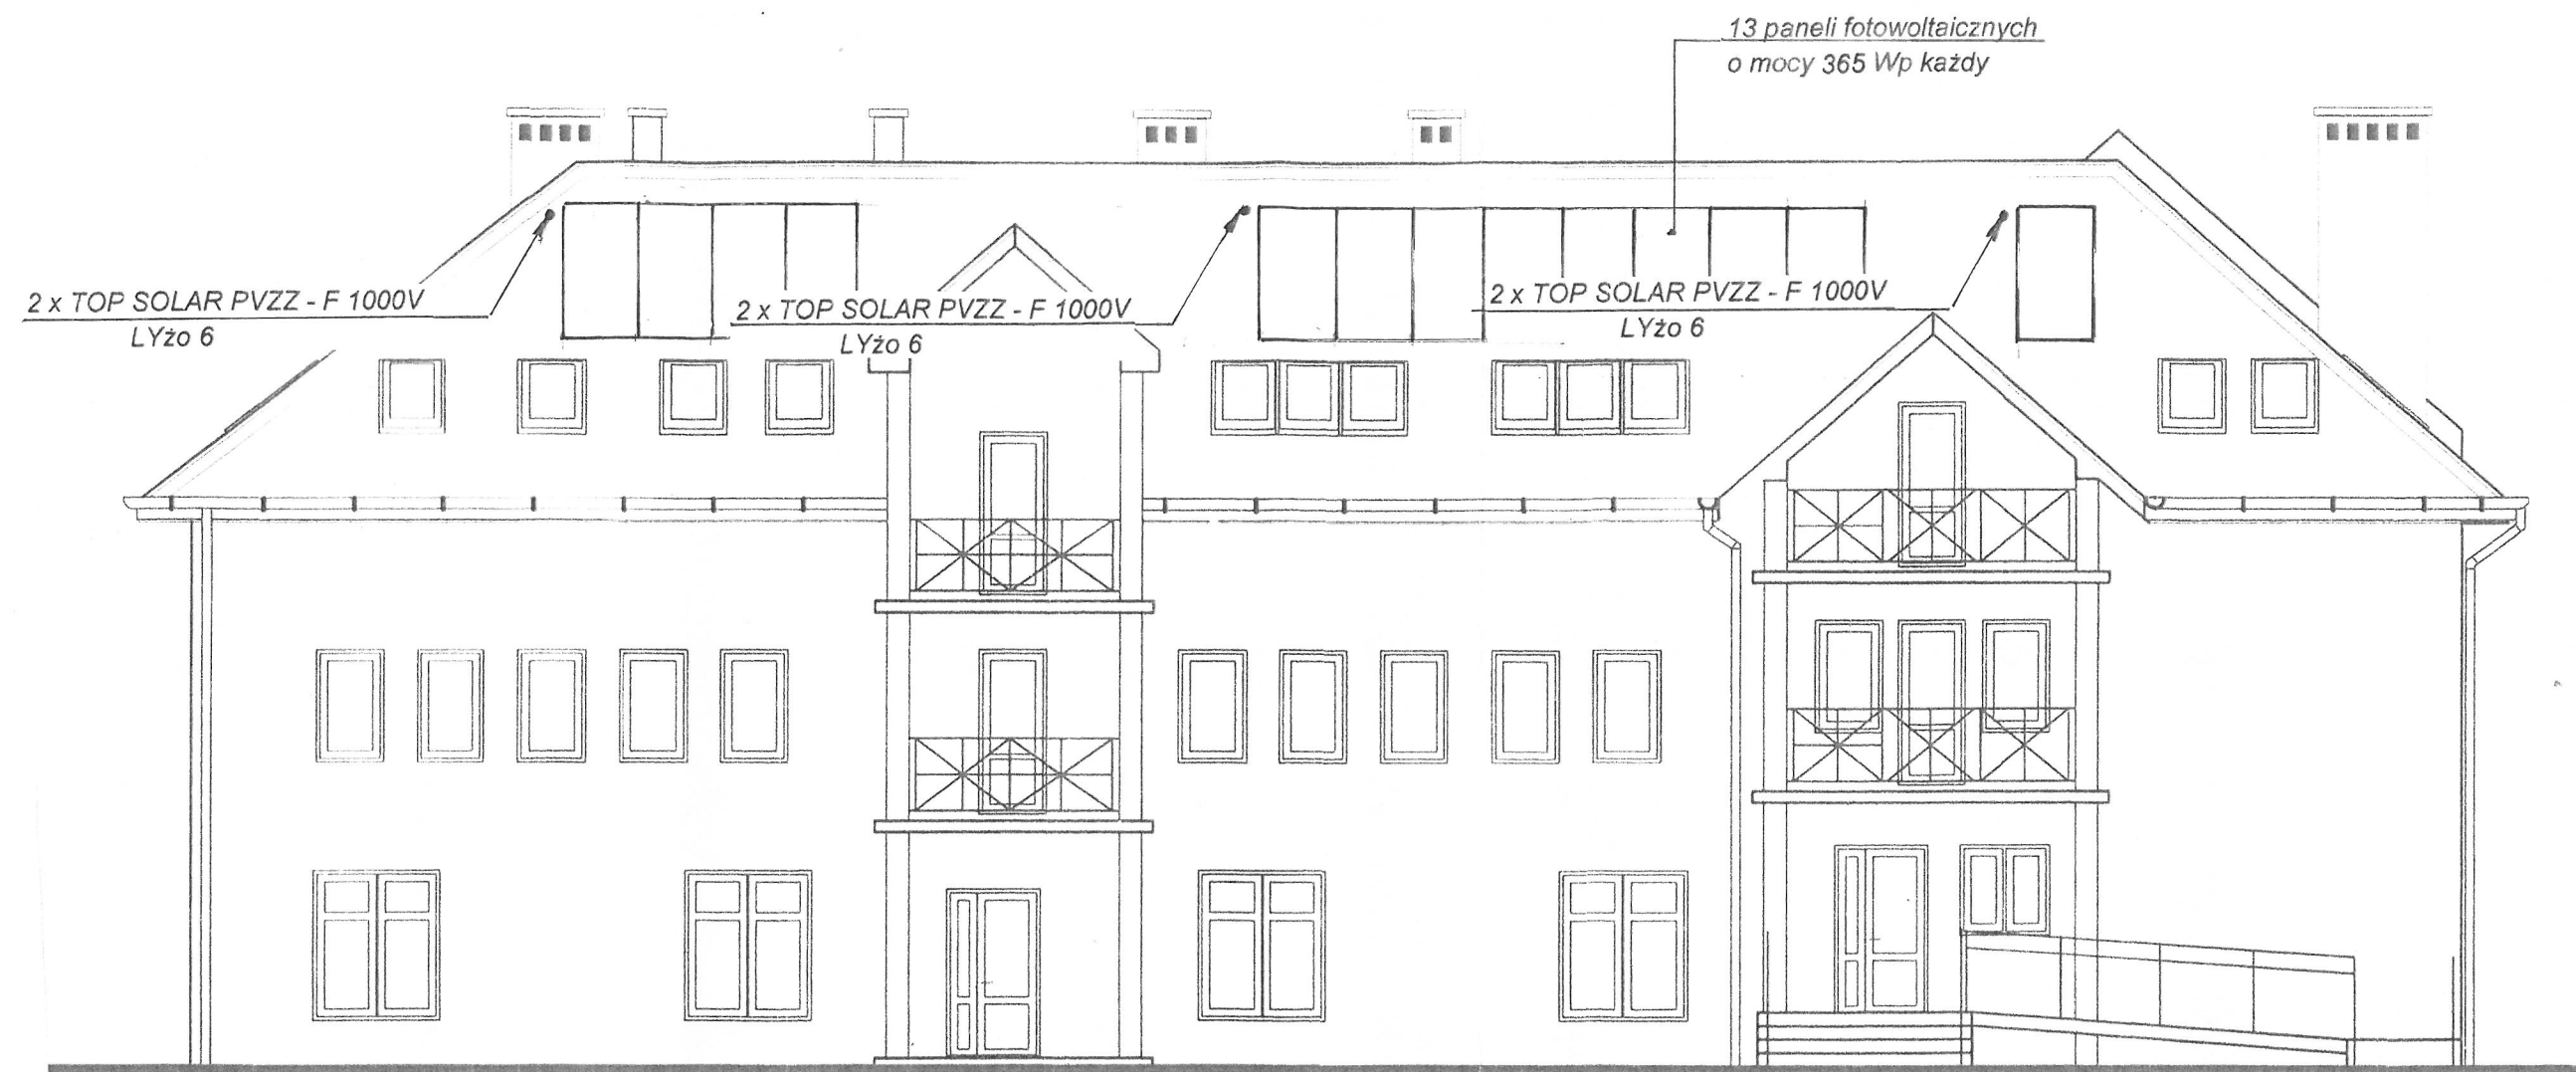 13 paneli fotowoltaicznych
o mocy 365 Wp każdy
2 x TOP SOLAR PVZZ - F 1000V
LYżo 6
2 x TOP SOLAR PVZZ - F 1000V
LYżo 6
2 x TOP SOLAR PVZZ - F 1000V
LYżo 6